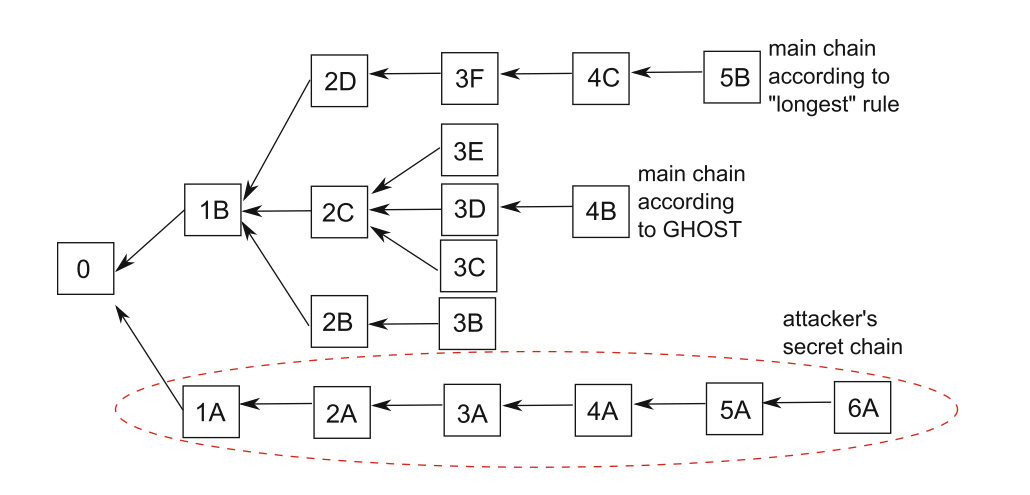 2D
3F
4C
5B
main chain
according to
"longest" rule
3E
1B
2C
3D
4B
main chain
according
to GHOST
0
3C
2B
3B
attacker's
secret chain
1A
2A
3A
4A
5A
6A